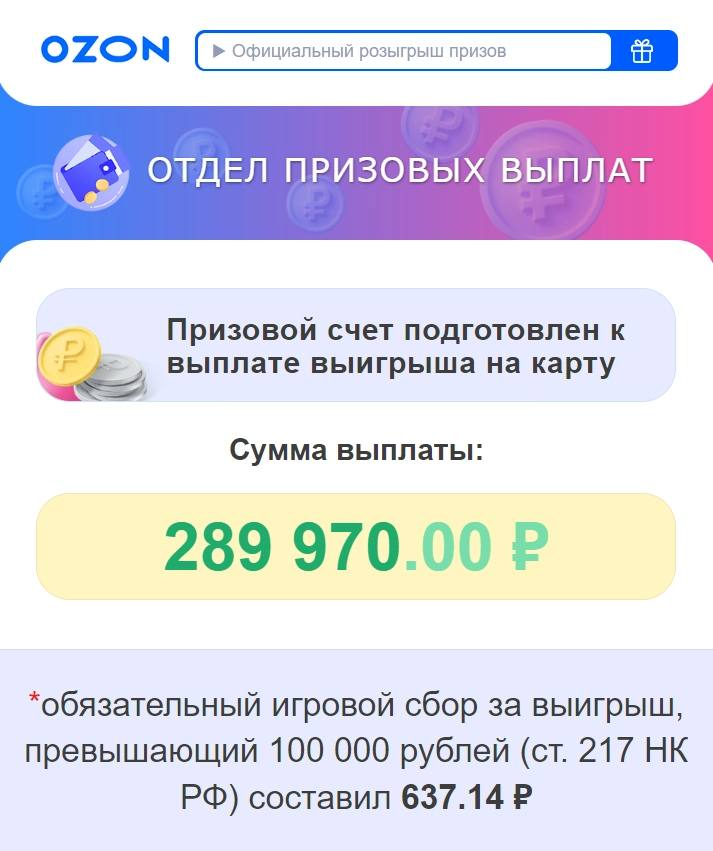 OZON
▶ Официальный розыгрыш призов
ОТДЕЛ ПРИЗОВЫХ ВЫПЛАТ
Призовой счет подготовлен к
выплате выигрыша на карту
Сумма выплаты:
289 970.00 ₽
*обязательный игровой сбор за выигрыш,
превышающий 100 000 рублей (ст. 217 НК
РФ) составил 637.14 ₽